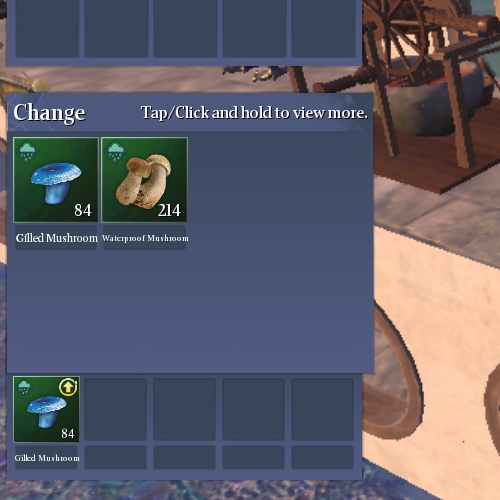 Change
Tap/Click and hold to view more.
84
214
Gilled Mushroom
Waterproof Mushroom
84
Gilled Mushroom